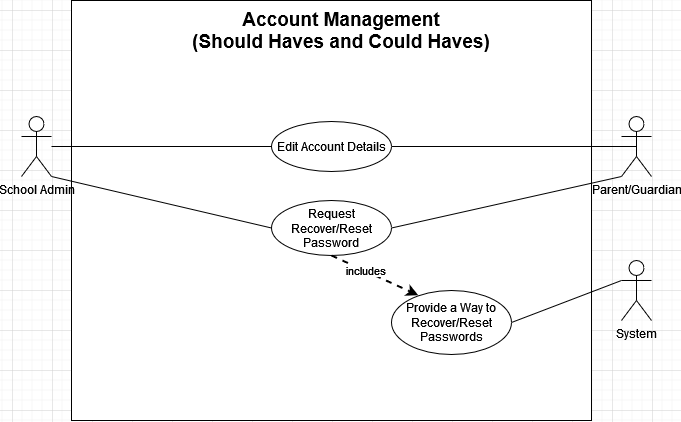 Account Management
(Should Haves and Could Haves)
Edit Account Details
School Admin
Parent/Guardian
Request
Recover/Reset
Password
includes
Provide a Way to
Recover/Reset
Passwords
System